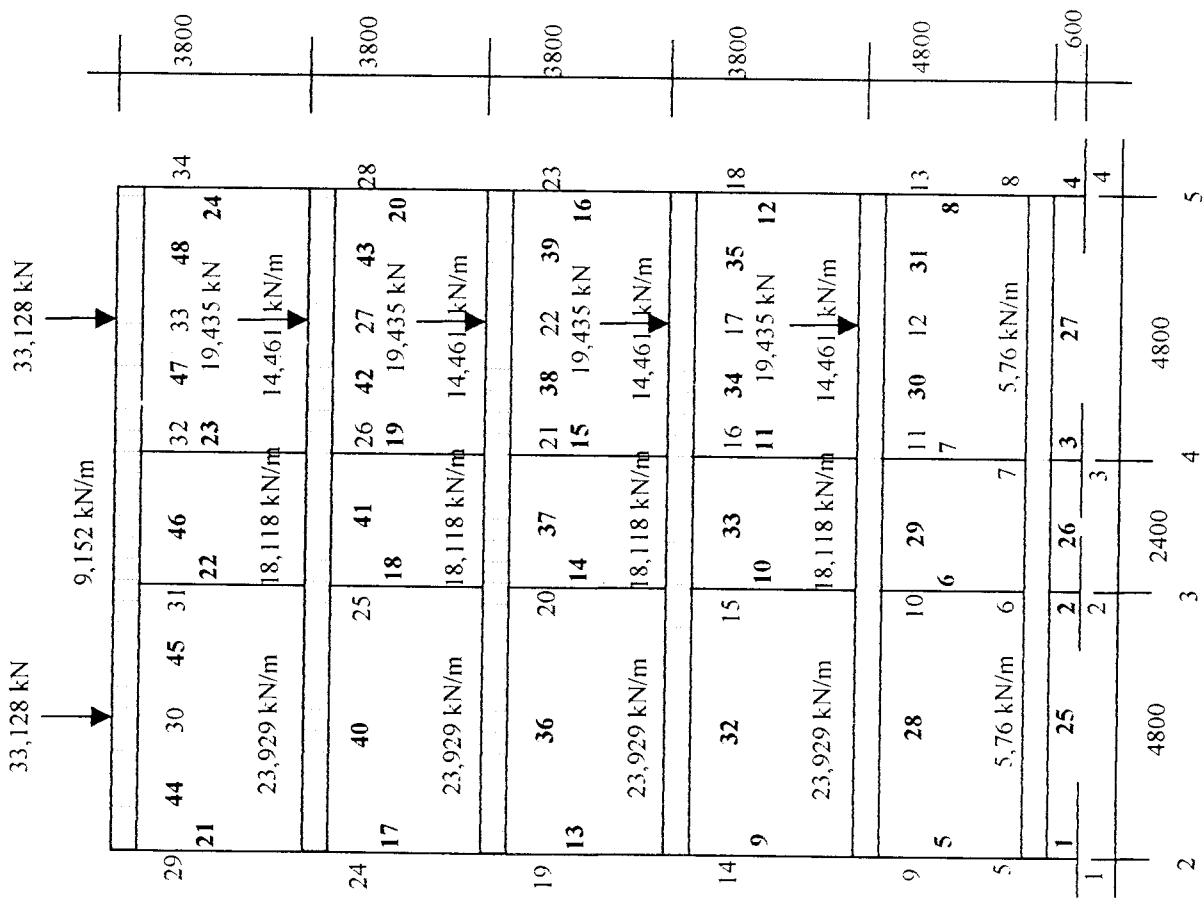 33,128 kN 33,128 kN
9,152 kN/m
29 44 30 45 31 46 32 47 33 48 34 3800
21 22 23 19,435 kN 24
23,929 kN/m 18,118 kN/m 14,461 kN/m
24 40 25 41 26 42 27 43 28 3800
17 18 19 19,435 kN 20
23,929 kN/m 18,118 kN/m 14,461 kN/m
19 36 20 37 21 38 22 39 23 3800
13 14 15 19,435 kN 16
23,929 kN/m 18,118 kN/m 14,461 kN/m
14 32 15 33 16 34 17 35 18 3800
9 10 11 19,435 kN 12
23,929 kN/m 18,118 kN/m 14,461 kN/m
9 28 10 29 11 30 12 31 13 4800
5 6 7 8
5 5,76 kN/m 6 7 5,76 kN/m 8
1 25 2 26 3 27 4 600
1 2 3 4
4800 2400 4800
2 3 4 5